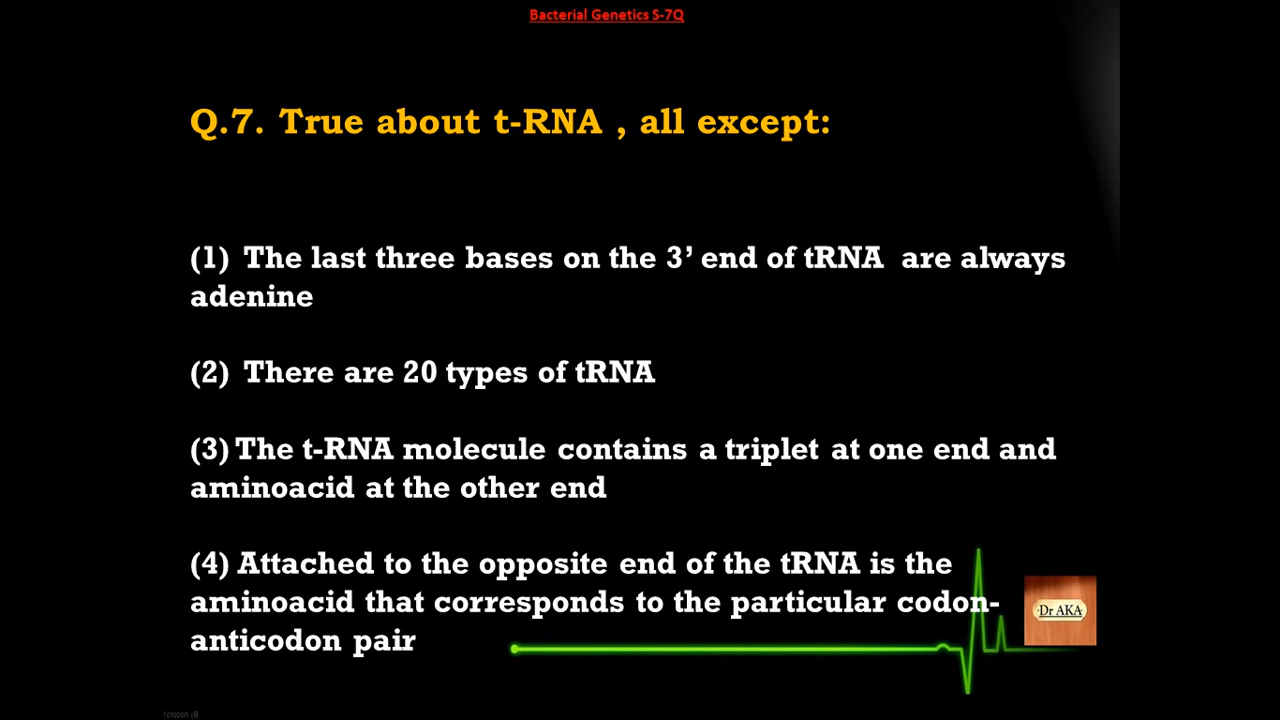 Bacterial Genetics S-7Q
Q.7. True about t-RNA , all except:
(1) The last three bases on the 3’ end of tRNA are always
adenine
(2) There are 20 types of tRNA
(3) The t-RNA molecule contains a triplet at one end and
aminoacid at the other end
(4) Attached to the opposite end of the tRNA is the
aminoacid that corresponds to the particular codon-
anticodon pair
Dr AKA